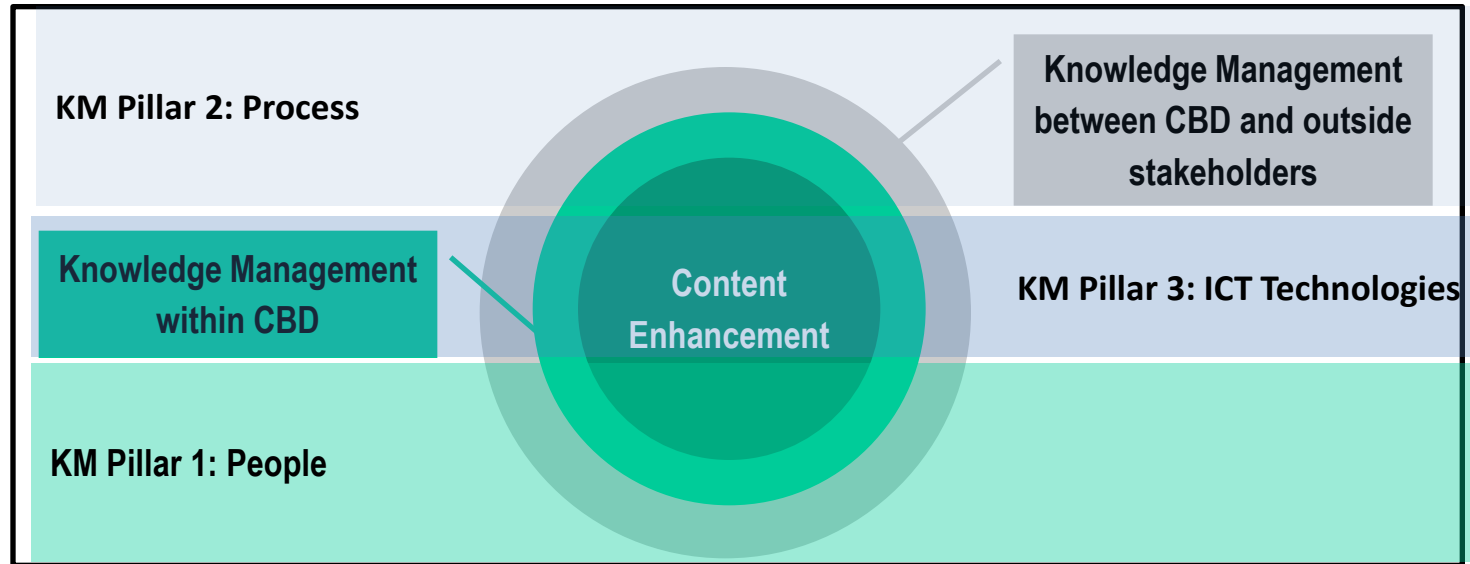 KM Pillar 2: Process
Knowledge Management
between CBD and outside
stakeholders
Knowledge Management
within CBD
Content
Enhancement
KM Pillar 3: ICT Technologies
KM Pillar 1: People